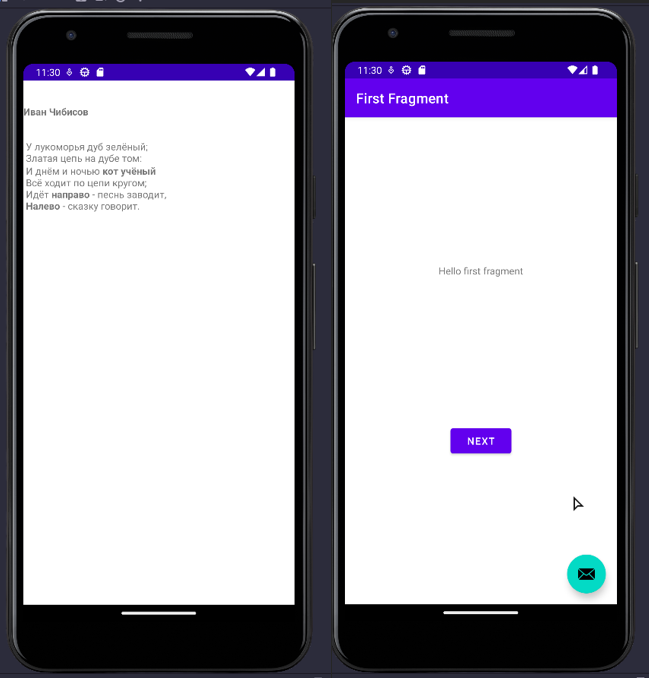 11:30
Иван Чибисов
У лукоморья дуб зелёный;
Златая цепь на дубе том:
И днём и ночью кот учёный
Всё ходит по цепи кругом;
Идёт направо - песнь заводит,
Налево - сказку говорит.
11:30
First Fragment
Hello first fragment
NEXT